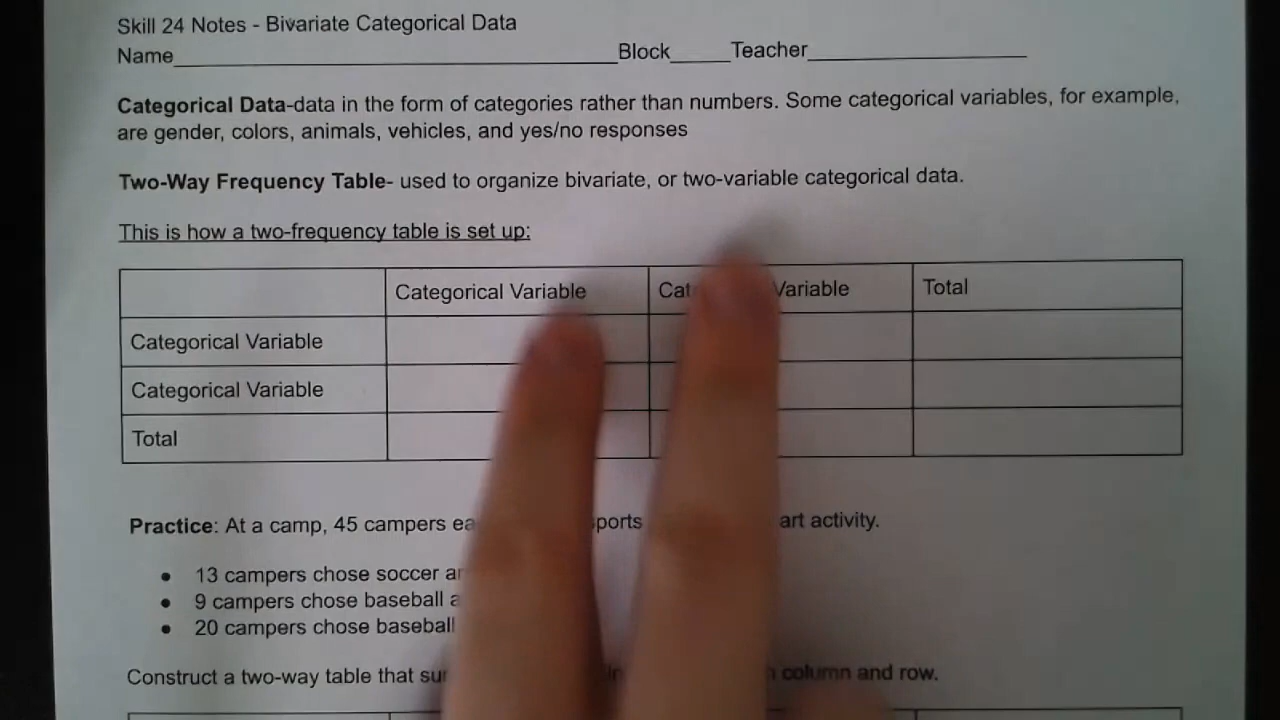 Skill 24 Notes - Bivariate Categorical Data
Name Block Teacher
Categorical Data-data in the form of categories rather than numbers. Some categorical variables, for example,
are gender, colors, animals, vehicles, and yes/no responses
Two-Way Frequency Table- used to organize bivariate, or two-variable categorical data.
This is how a two-frequency table is set up:
Categorical Variable Variable Total
Categorical Variable
Categorical Variable
Total
Practice: At a camp, 45 campers sports art activity.
13 campers chose soccer
9 campers chose baseball
20 campers chose baseball
Construct a two-way table that column and row.